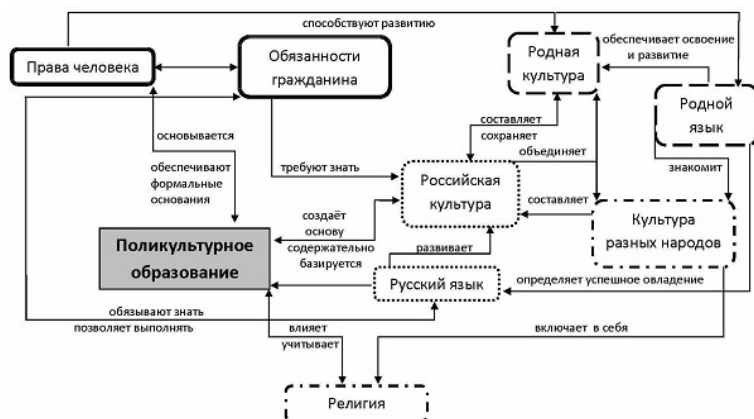 способствуют развитию
Права человека
Обязанности
гражданина
Родная
культура
обеспечивает освоение
и развитие
Родной
язык
основывается
обеспечивают
формальные
основания
требуют знать
составляет
сохраняет
объединяет
знакомит
Российская
культура
составляет
Культура
разных народов
создаёт
основу
содержательно
базируется
Поликультурное
образование
развивает
Русский язык
определяет успешное овладение
обязывают знать
позволяет выполнять
влияет
учитывает
включает в себя
Религия